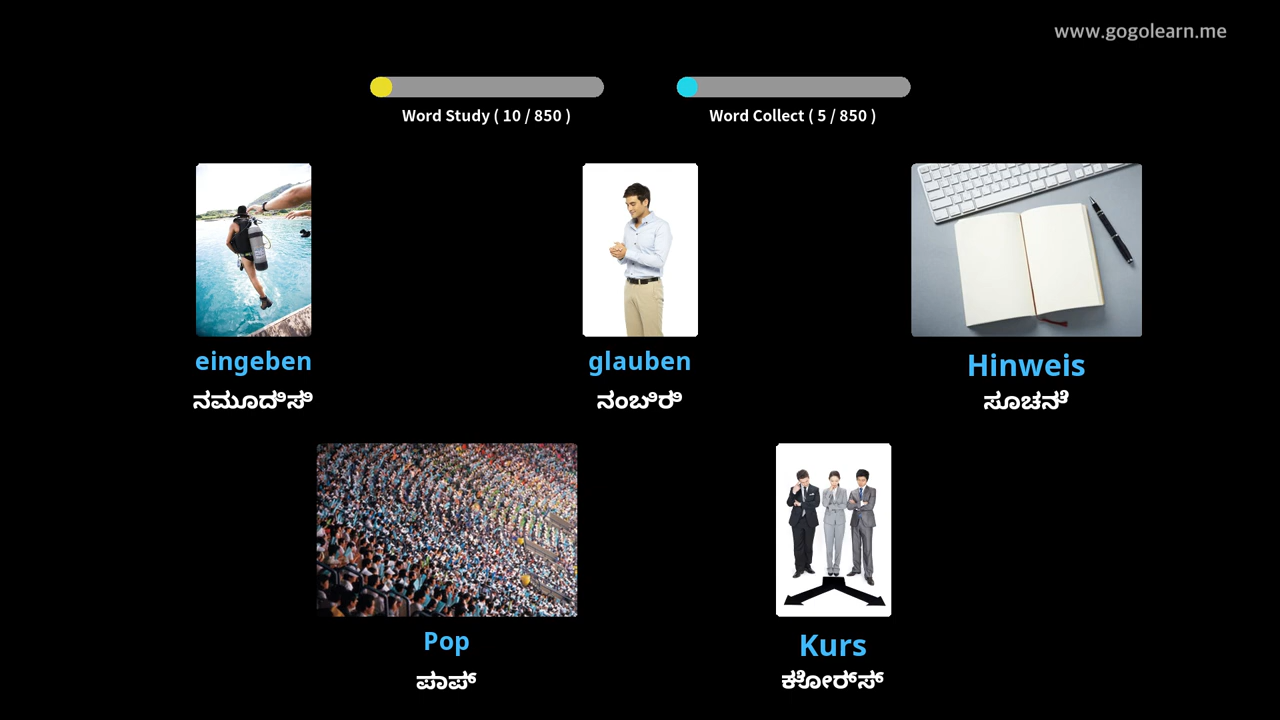 www.gogolearn.me
Word Study ( 10 / 850 )
Word Collect ( 5 / 850 )
eingeben
ನಮೂದಿಸಿ
glauben
ನಂಬಿರಿ
Hinweis
ಸೂಚನೆ
Pop
ಪಾಪ್
Kurs
ಕೋರ್ಸ್